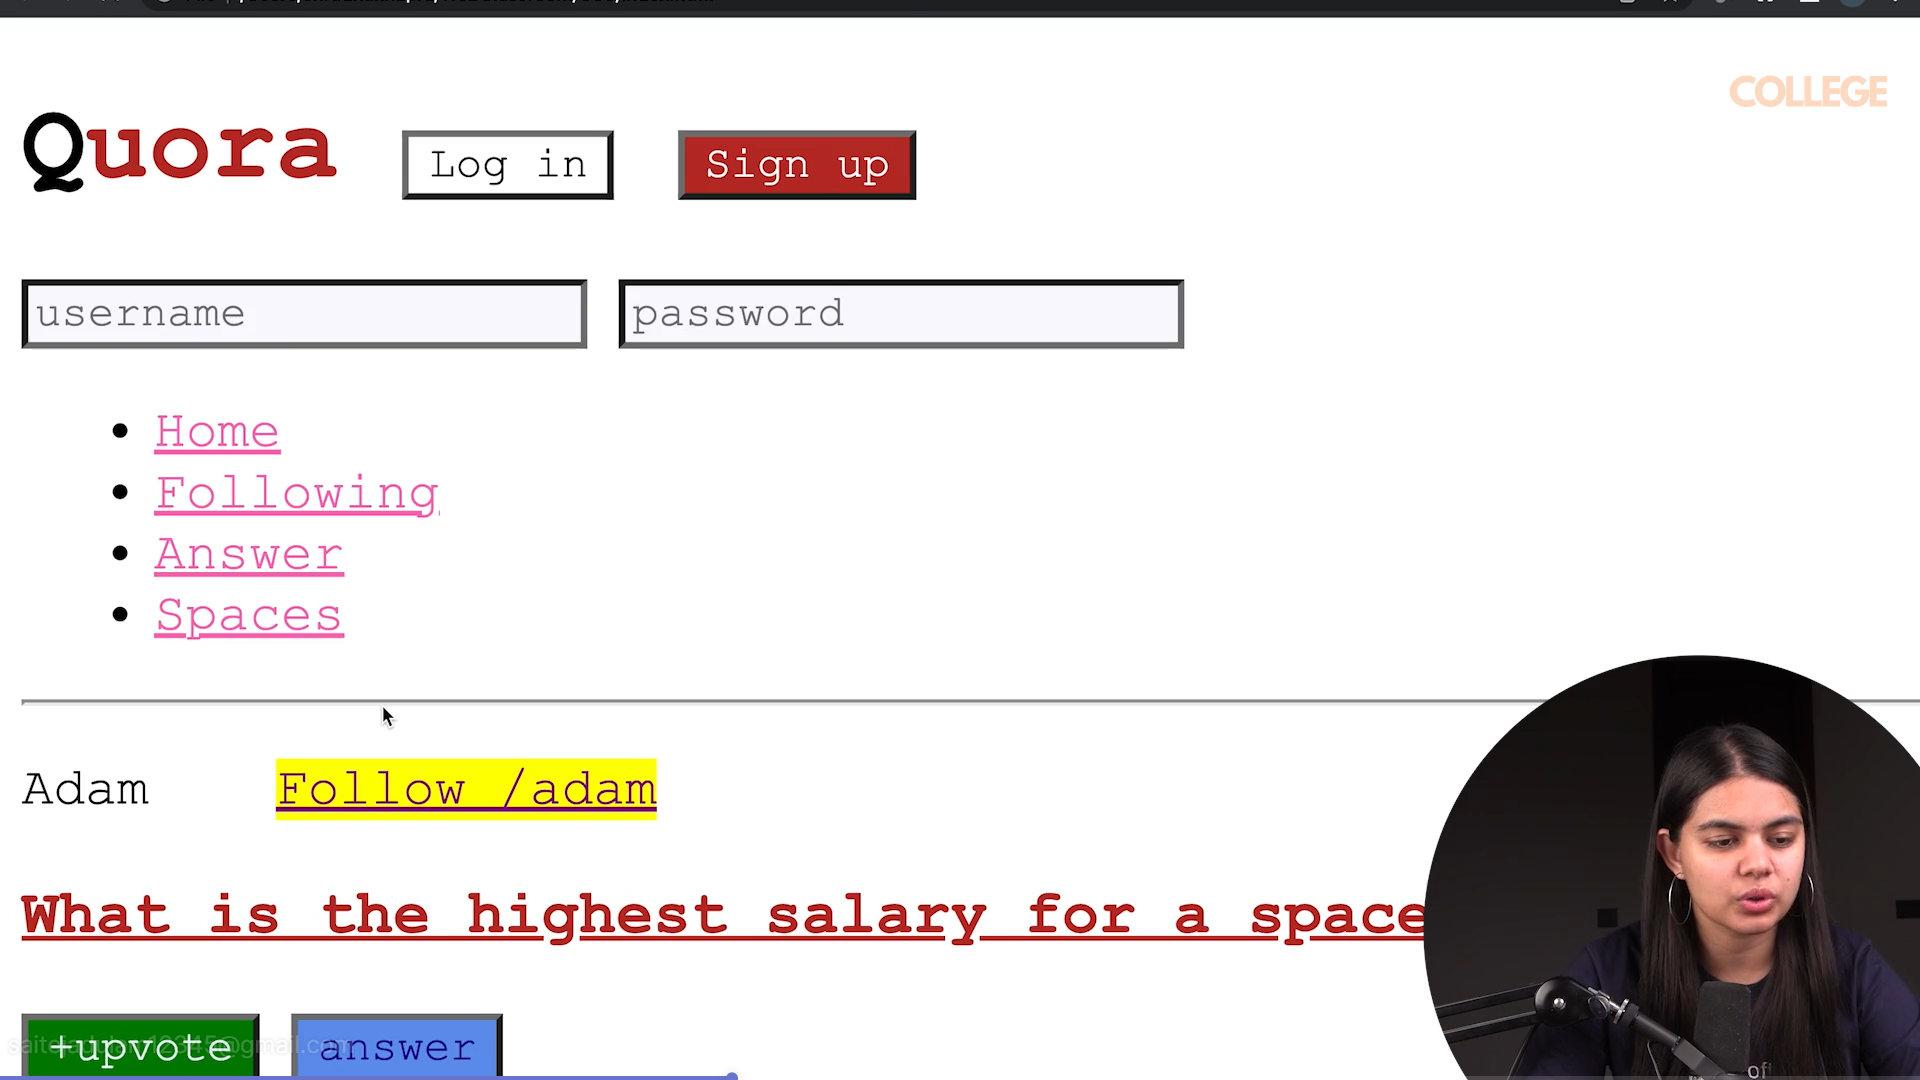 COLLEGE
Quora
Log in
Sign up
username
password
Home
Following
Answer
Spaces
Adam
Follow /adam
What is the highest salary for a space
+upvote
answer
of